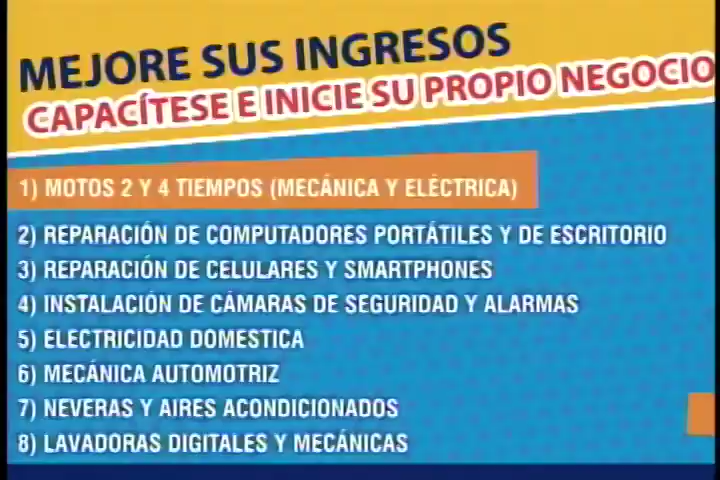 MEJORE SUS INGRESOS
CAPACÍTESE E INICIE SU PROPIO NEGOCIO
1) MOTOS 2 Y 4 TIEMPOS (MECÁNICA Y ELÉCTRICA)
2) REPARACIÓN DE COMPUTADORES PORTÁTILES Y DE ESCRITORIO
3) REPARACIÓN DE CELULARES Y SMARTPHONES
4) INSTALACIÓN DE CÁMARAS DE SEGURIDAD Y ALARMAS
5) ELECTRICIDAD DOMESTICA
6) MECÁNICA AUTOMOTRIZ
7) NEVERAS Y AIRES ACONDICIONADOS
8) LAVADORAS DIGITALES Y MECÁNICAS